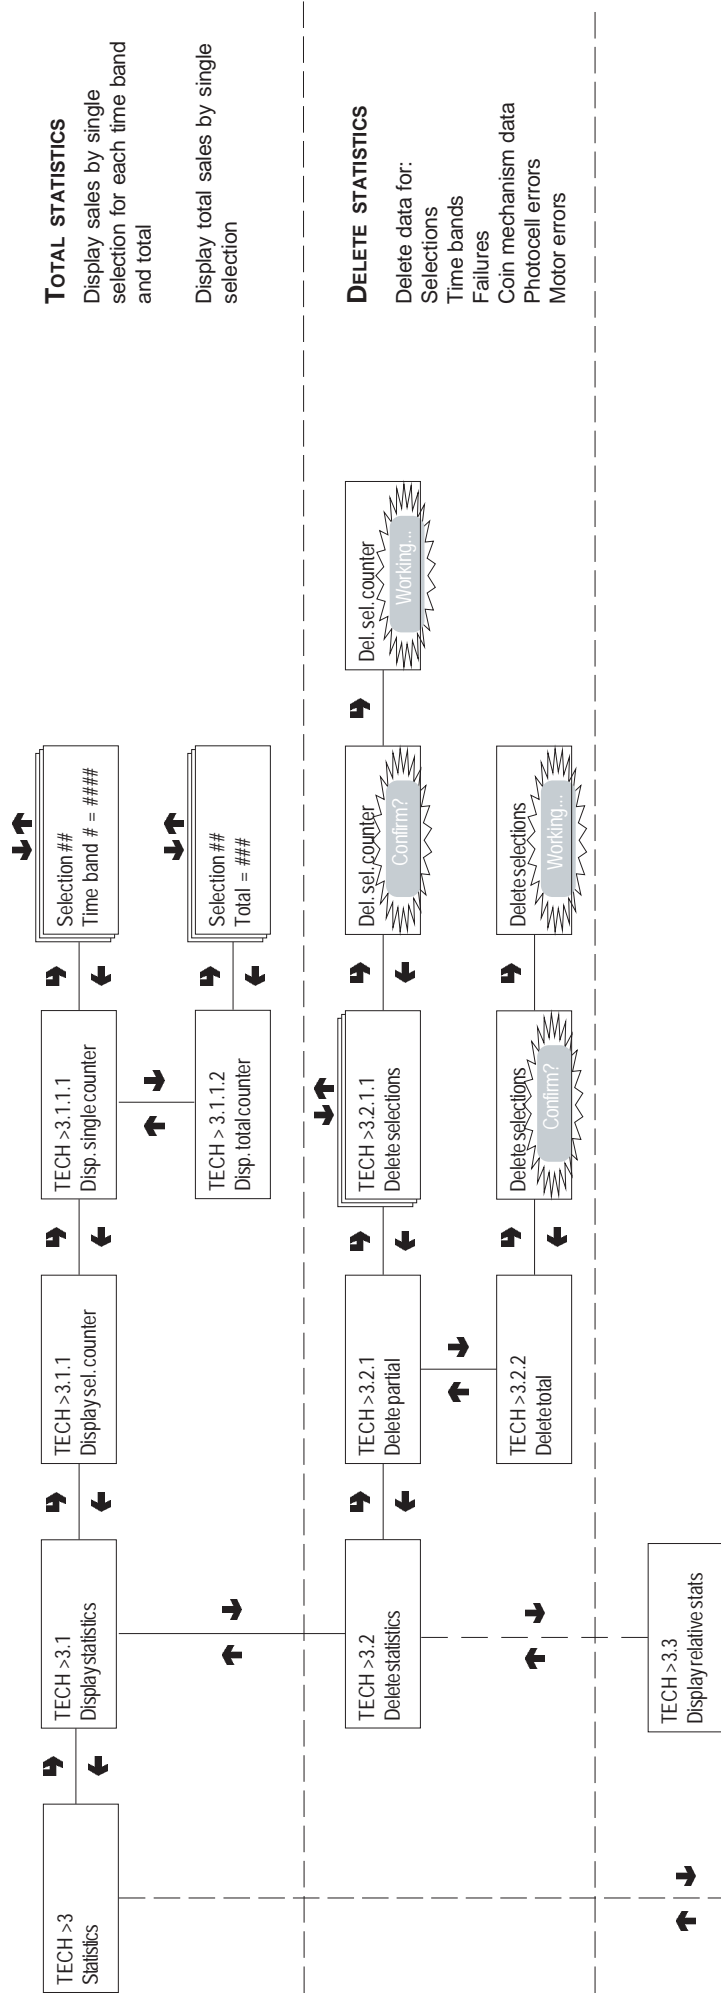 TECH >3
Statistics
TECH >3.1
Display statistics
TECH >3.1.1
Display sel. counter
TECH >3.1.1.1
Disp. single counter
Selection ##
Time band # = ####
TOTAL STATISTICS
Display sales by single
selection for each time band
and total
TECH > 3.1.1.2
Disp. total counter
Selection ##
Total = ###
Display total sales by single
selection
TECH >3.2
Delete statistics
TECH >3.2.1
Delete partial
TECH >3.2.1.1
Delete selections
Del. sel. counter
Confirm?
Del. sel. counter
Working...
DELETE STATISTICS
Delete data for:
Selections
Time bands
Failures
Coin mechanism data
Photocell errors
Motor errors
TECH >3.2.2
Delete total
Delete selections
Confirm?
Delete selections
Working...
TECH >3.3
Display relative stats